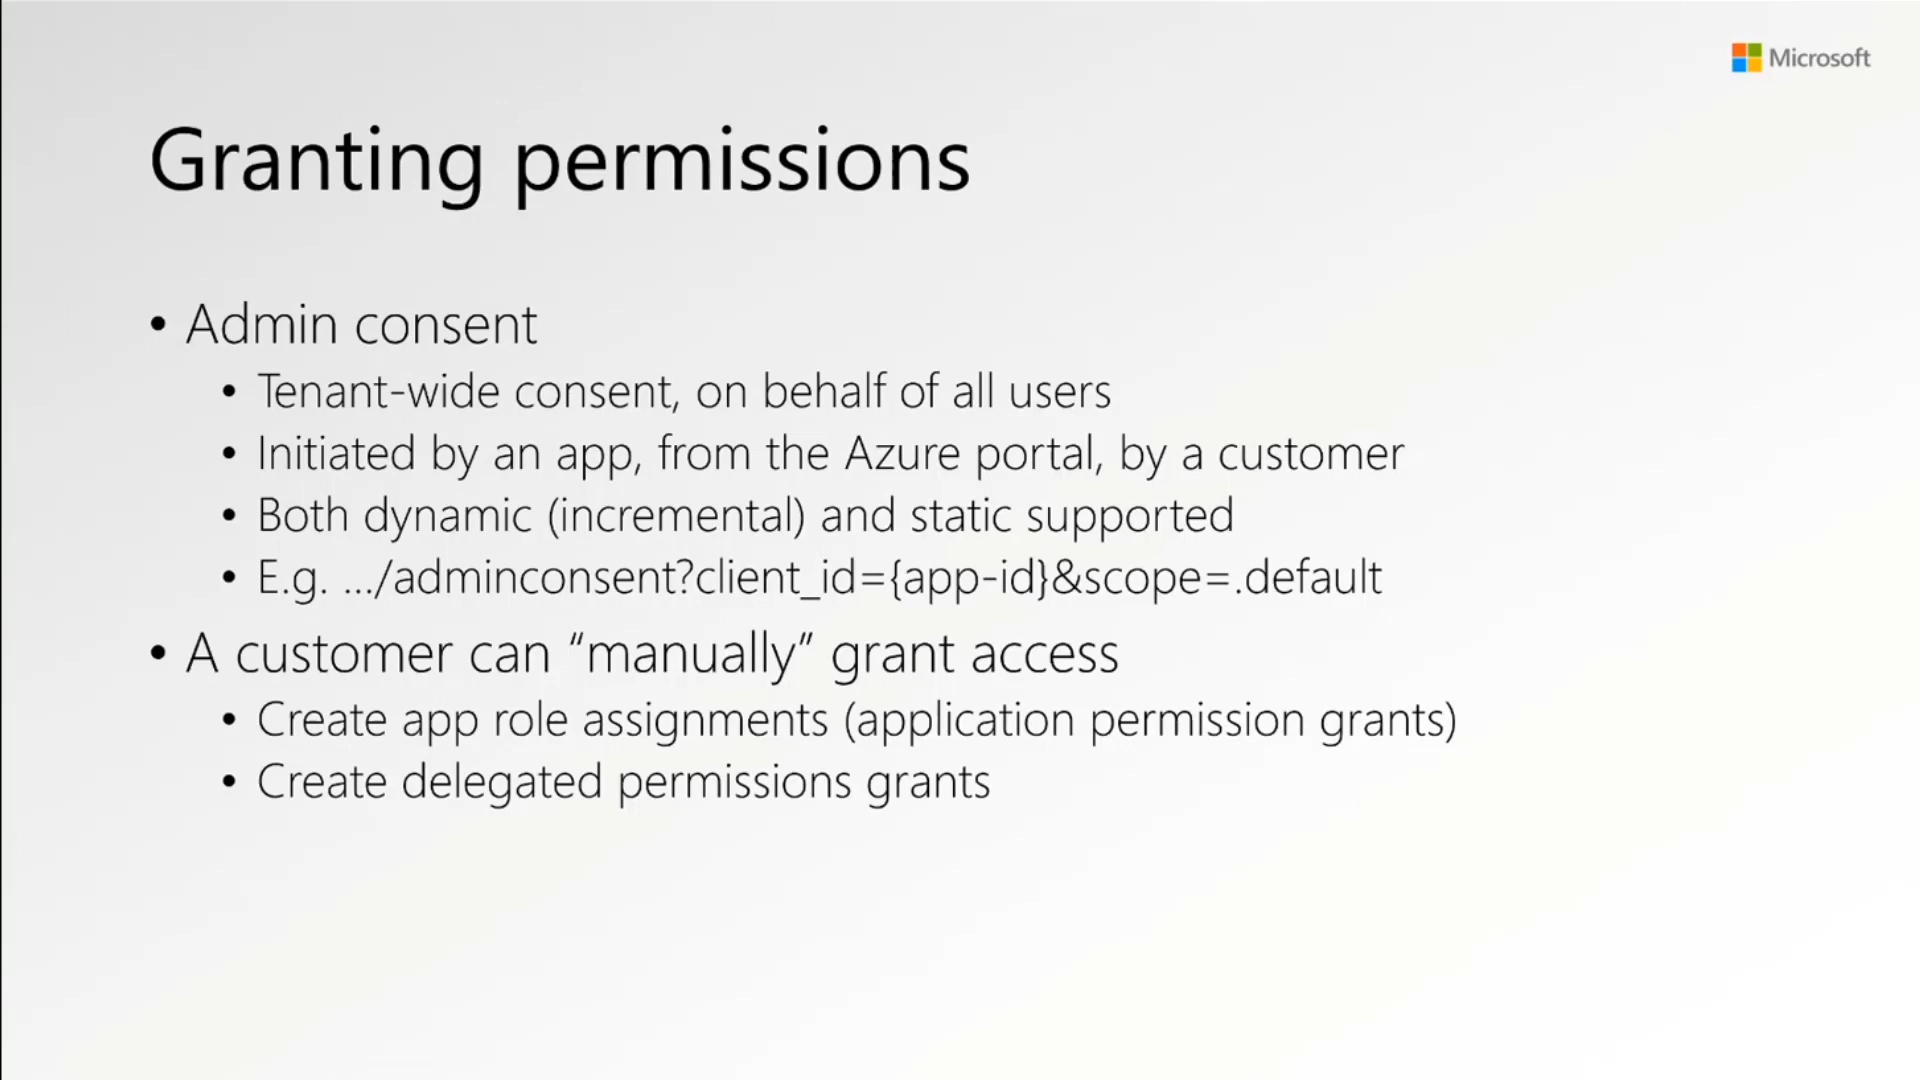 Microsoft
Granting permissions
• Admin consent
• Tenant-wide consent, on behalf of all users
• Initiated by an app, from the Azure portal, by a customer
• Both dynamic (incremental) and static supported
• E.g. .../adminconsent?client_id={app-id}&scope=.default
• A customer can “manually” grant access
• Create app role assignments (application permission grants)
• Create delegated permissions grants